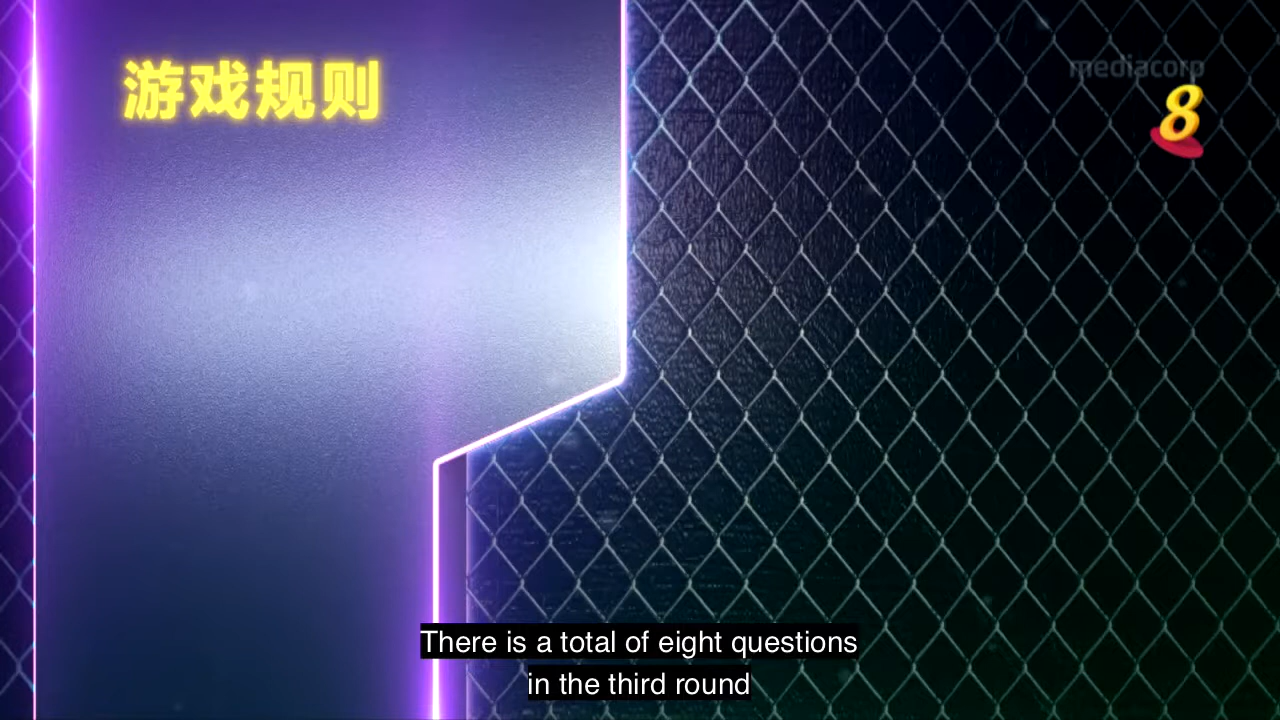 游戏规则
mediacorp
8
There is a total of eight questions
in the third round